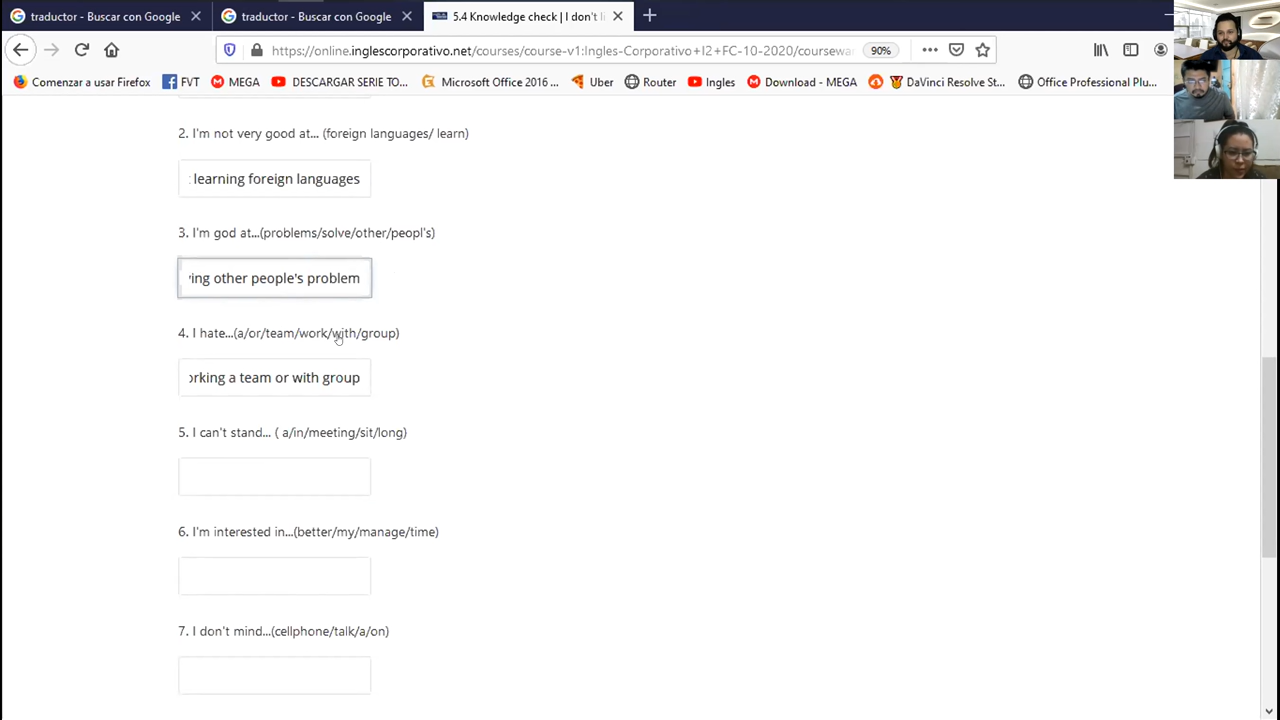 traductor - Buscar con Google
traductor - Buscar con Google
5.4 Knowledge check | I don't li
https://online.inglescorporativo.net/courses/course-v1:Ingles-Corporativo+I2+FC-10-2020/coursewa
90%
Comenzar a usar Firefox
FVT
MEGA
DESCARGAR SERIE TO...
Microsoft Office 2016 ...
Uber
Router
Ingles
Download - MEGA
DaVinci Resolve St...
Office Professional Plu...
2. I'm not very good at... (foreign languages/ learn)
learning foreign languages
3. I'm god at...(problems/solve/other/peopl's)
ving other people's problem
4. I hate...(a/or/team/work/with/group)
orking a team or with group
5. I can't stand... ( a/in/meeting/sit/long)
6. I'm interested in...(better/my/manage/time)
7. I don't mind...(cellphone/talk/a/on)